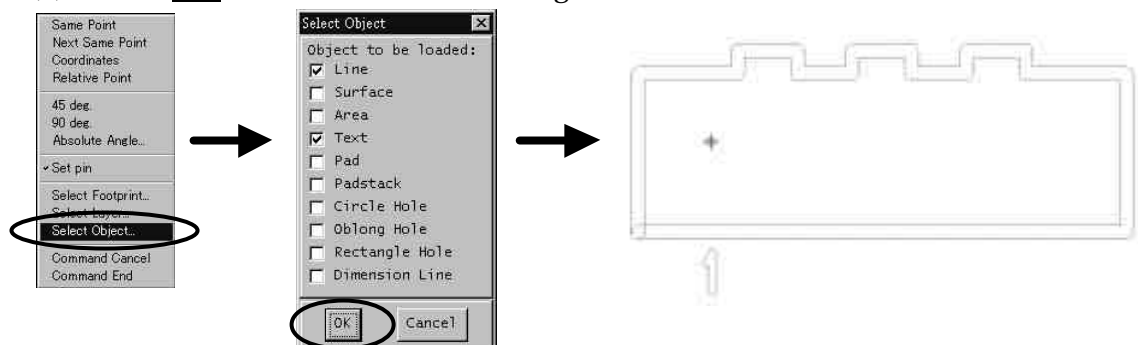 Same Point
Next Same Point
Coordinates
Relative Point
45 deg.
90 deg.
Absolute Angle...
Set pin
Select Footprint...
Select Layer...
Select Object...
Command Cancel
Command End
Select Object
Object to be loaded:
Line
Surface
Area
Text
Pad
Padstack
Circle Hole
Oblong Hole
Rectangle Hole
Dimension Line
OK
Cancel